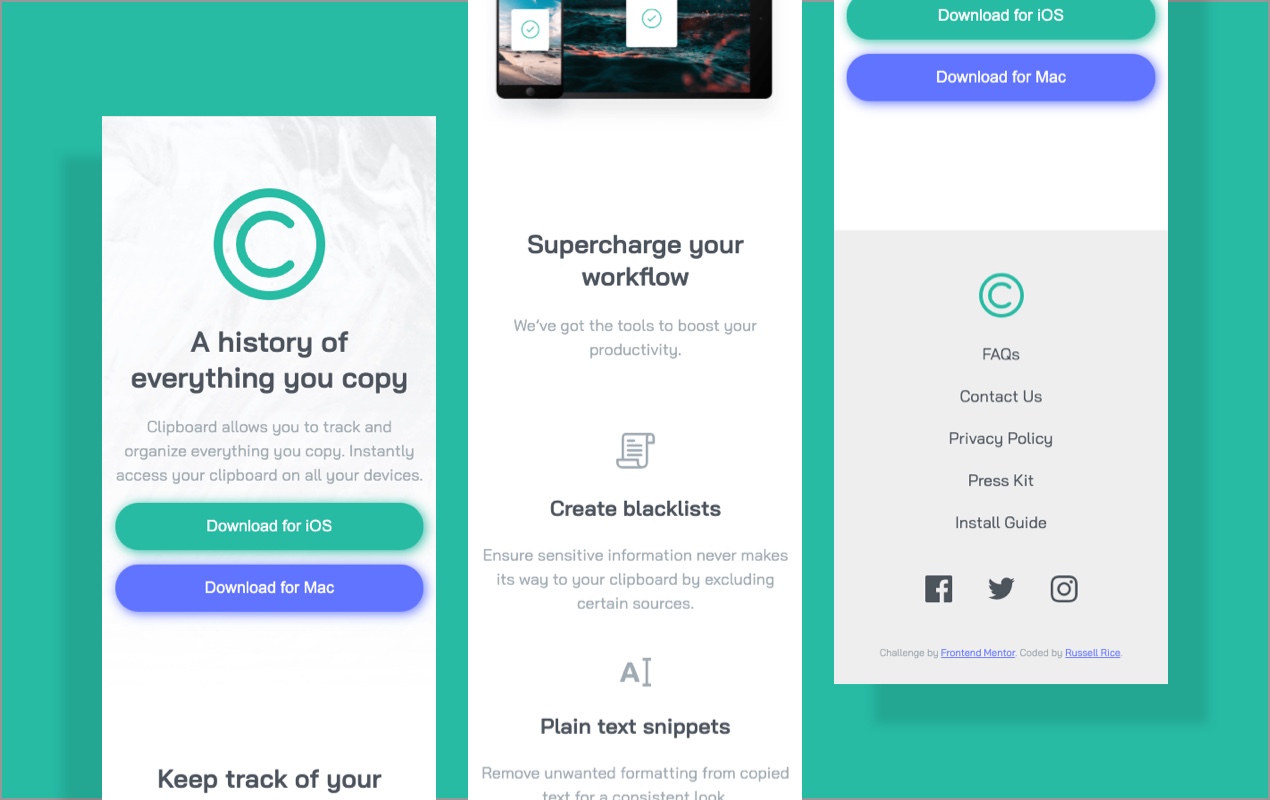 A history of
everything you copy
Clipboard allows you to track and
organize everything you copy. Instantly
access your clipboard on all your devices.
Download for iOS
Download for Mac
Keep track of your
Supercharge your
workflow
We’ve got the tools to boost your
productivity.
Create blacklists
Ensure sensitive information never makes
its way to your clipboard by excluding
certain sources.
Plain text snippets
Remove unwanted formatting from copied
text for a consistent look.
Download for iOS
Download for Mac
FAQs
Contact Us
Privacy Policy
Press Kit
Install Guide
Challenge by Frontend Mentor. Coded by Russell Rice.